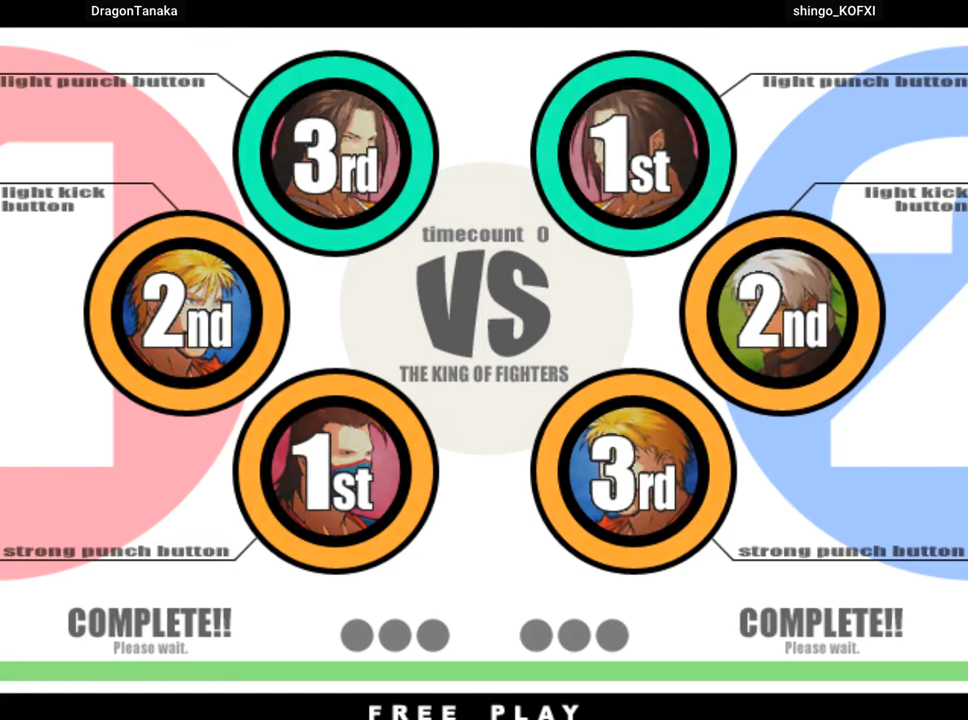 DragonTanaka
shingo_KOFXI
light punch button
light punch button
3rd
1st
light kick
button
light kick
button
timecount 0
VS
THE KING OF FIGHTERS
2nd
2nd
1st
3rd
strong punch button
strong punch button
COMPLETE!!
Please wait.
COMPLETE!!
Please wait.
FREE PLAY
1
2